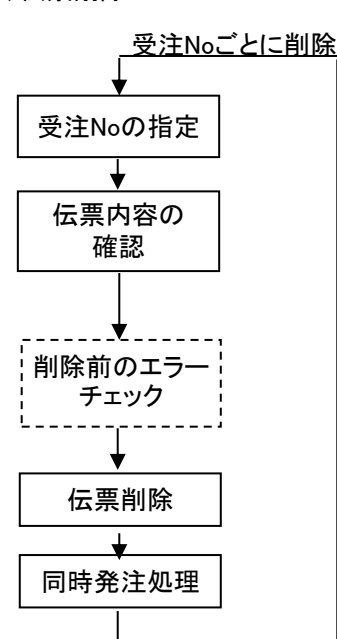 受注Noごとに削除
受注Noの指定
伝票内容の
確認
削除前のエラー
チェック
伝票削除
同時発注処理